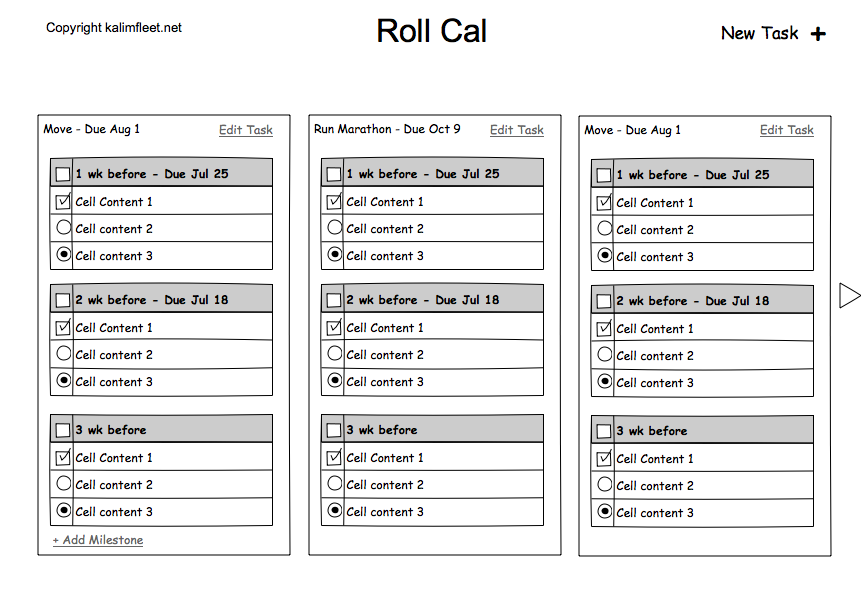 Copyright kalimfleet.net
Roll Cal
New Task +
Move - Due Aug 1
Edit Task
1 wk before - Due Jul 25
Cell Content 1
Cell content 2
Cell content 3
2 wk before - Due Jul 18
Cell Content 1
Cell content 2
Cell content 3
3 wk before
Cell Content 1
Cell content 2
Cell content 3
+ Add Milestone
Run Marathon - Due Oct 9
Edit Task
1 wk before - Due Jul 25
Cell Content 1
Cell content 2
Cell content 3
2 wk before - Due Jul 18
Cell Content 1
Cell content 2
Cell content 3
3 wk before
Cell Content 1
Cell content 2
Cell content 3
Move - Due Aug 1
Edit Task
1 wk before - Due Jul 25
Cell Content 1
Cell content 2
Cell content 3
2 wk before - Due Jul 18
Cell Content 1
Cell content 2
Cell content 3
3 wk before
Cell Content 1
Cell content 2
Cell content 3